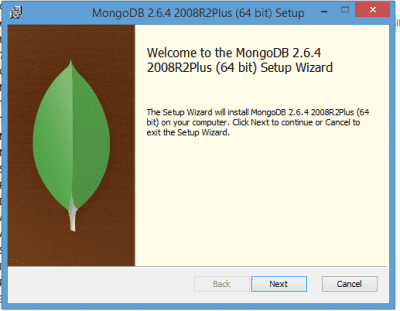 MongoDB 2.6.4 2008R2Plus (64 bit) Setup
Welcome to the MongoDB 2.6.4
2008R2Plus (64 bit) Setup Wizard
The Setup Wizard will install MongoDB 2.6.4 2008R2Plus (64
bit) on your computer. Click Next to continue or Cancel to
exit the Setup Wizard.
Back
Next
Cancel